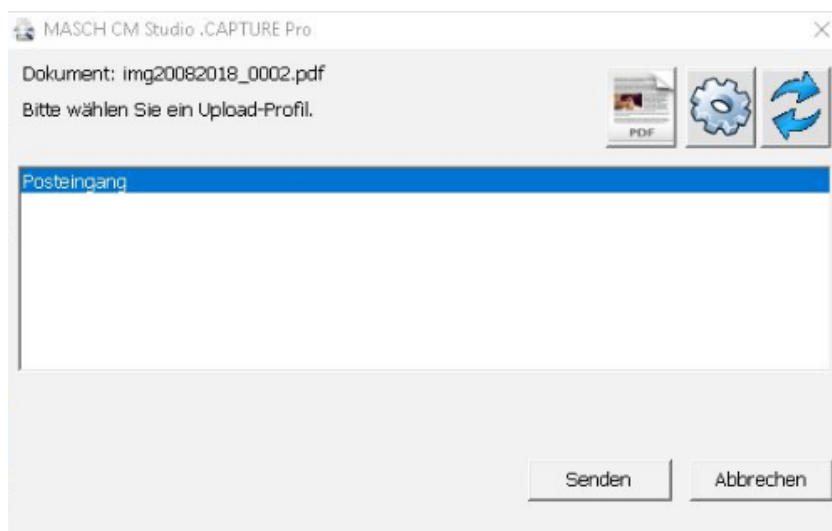 MASCH CM Studio .CAPTURE Pro
Dokument: img20082018_0002.pdf
Bitte wählen Sie ein Upload-Profil.
PDF
Posteingang
Senden
Abbrechen